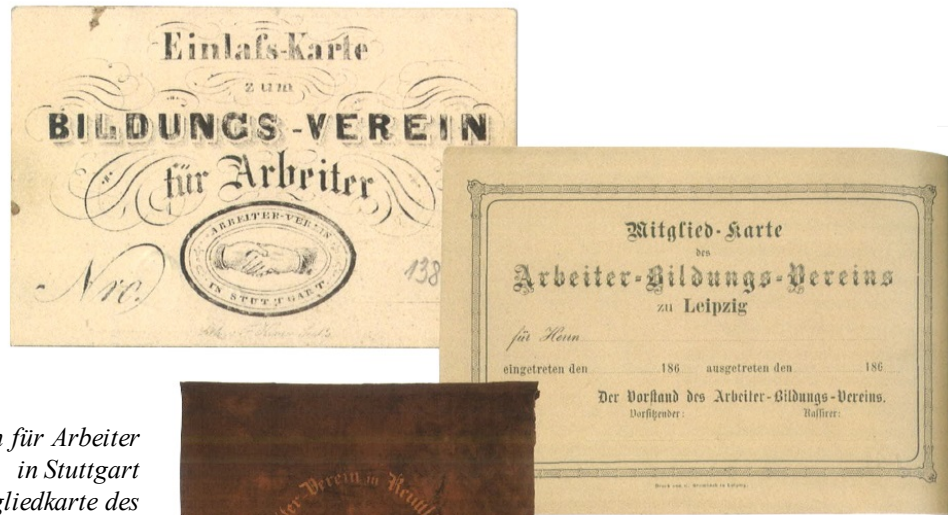 Einlaß-Karte
zum
BILDUNGS-VEREIN
für Arbeiter
ARBEITER-VEREIN
IN STUTTGART
Nro.
138
Mitglied-Karte
des
Arbeiter-Bildungs-Vereins
zu Leipzig
für Herrn
eingetreten den 186 ausgetreten den 186
Der Vorstand des Arbeiter-Bildungs-Vereins.
Vorsitzender: Kassirer:
für Arbeiter
in Stuttgart
gliedkarte des
Verein in